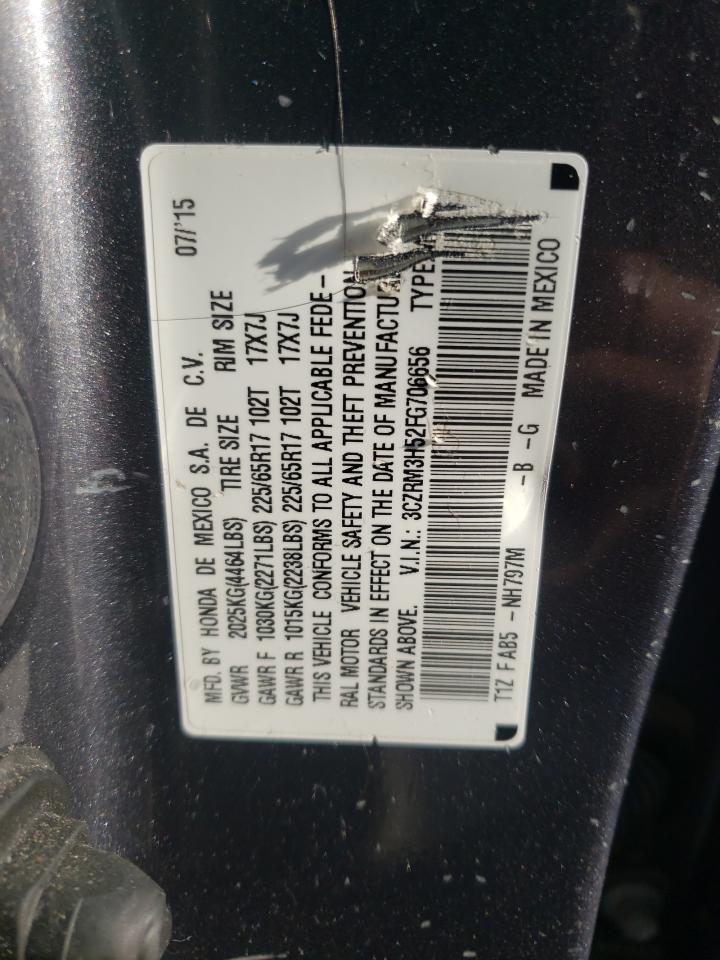 MFD. BY HONDA DE MEXICO S.A. DE C.V. 07/'15
GVWR 2025KG(4464LBS) TIRE SIZE RIM SIZE
GAWR F 1030KG(2271LBS) 225/65R17 102T 17X7J
GAWR R 1015KG(2238LBS) 225/65R17 102T 17X7J
THIS VEHICLE CONFORMS TO ALL APPLICABLE FEDE-
RAL MOTOR VEHICLE SAFETY AND THEFT PREVENTION
STANDARDS IN EFFECT ON THE DATE OF MANUFACTU
SHOWN ABOVE. V.I.N.: 3CZRM3H52FG706656 TYPE
T1Z F AB5 -NH797M -B -G MADE IN MEXICO